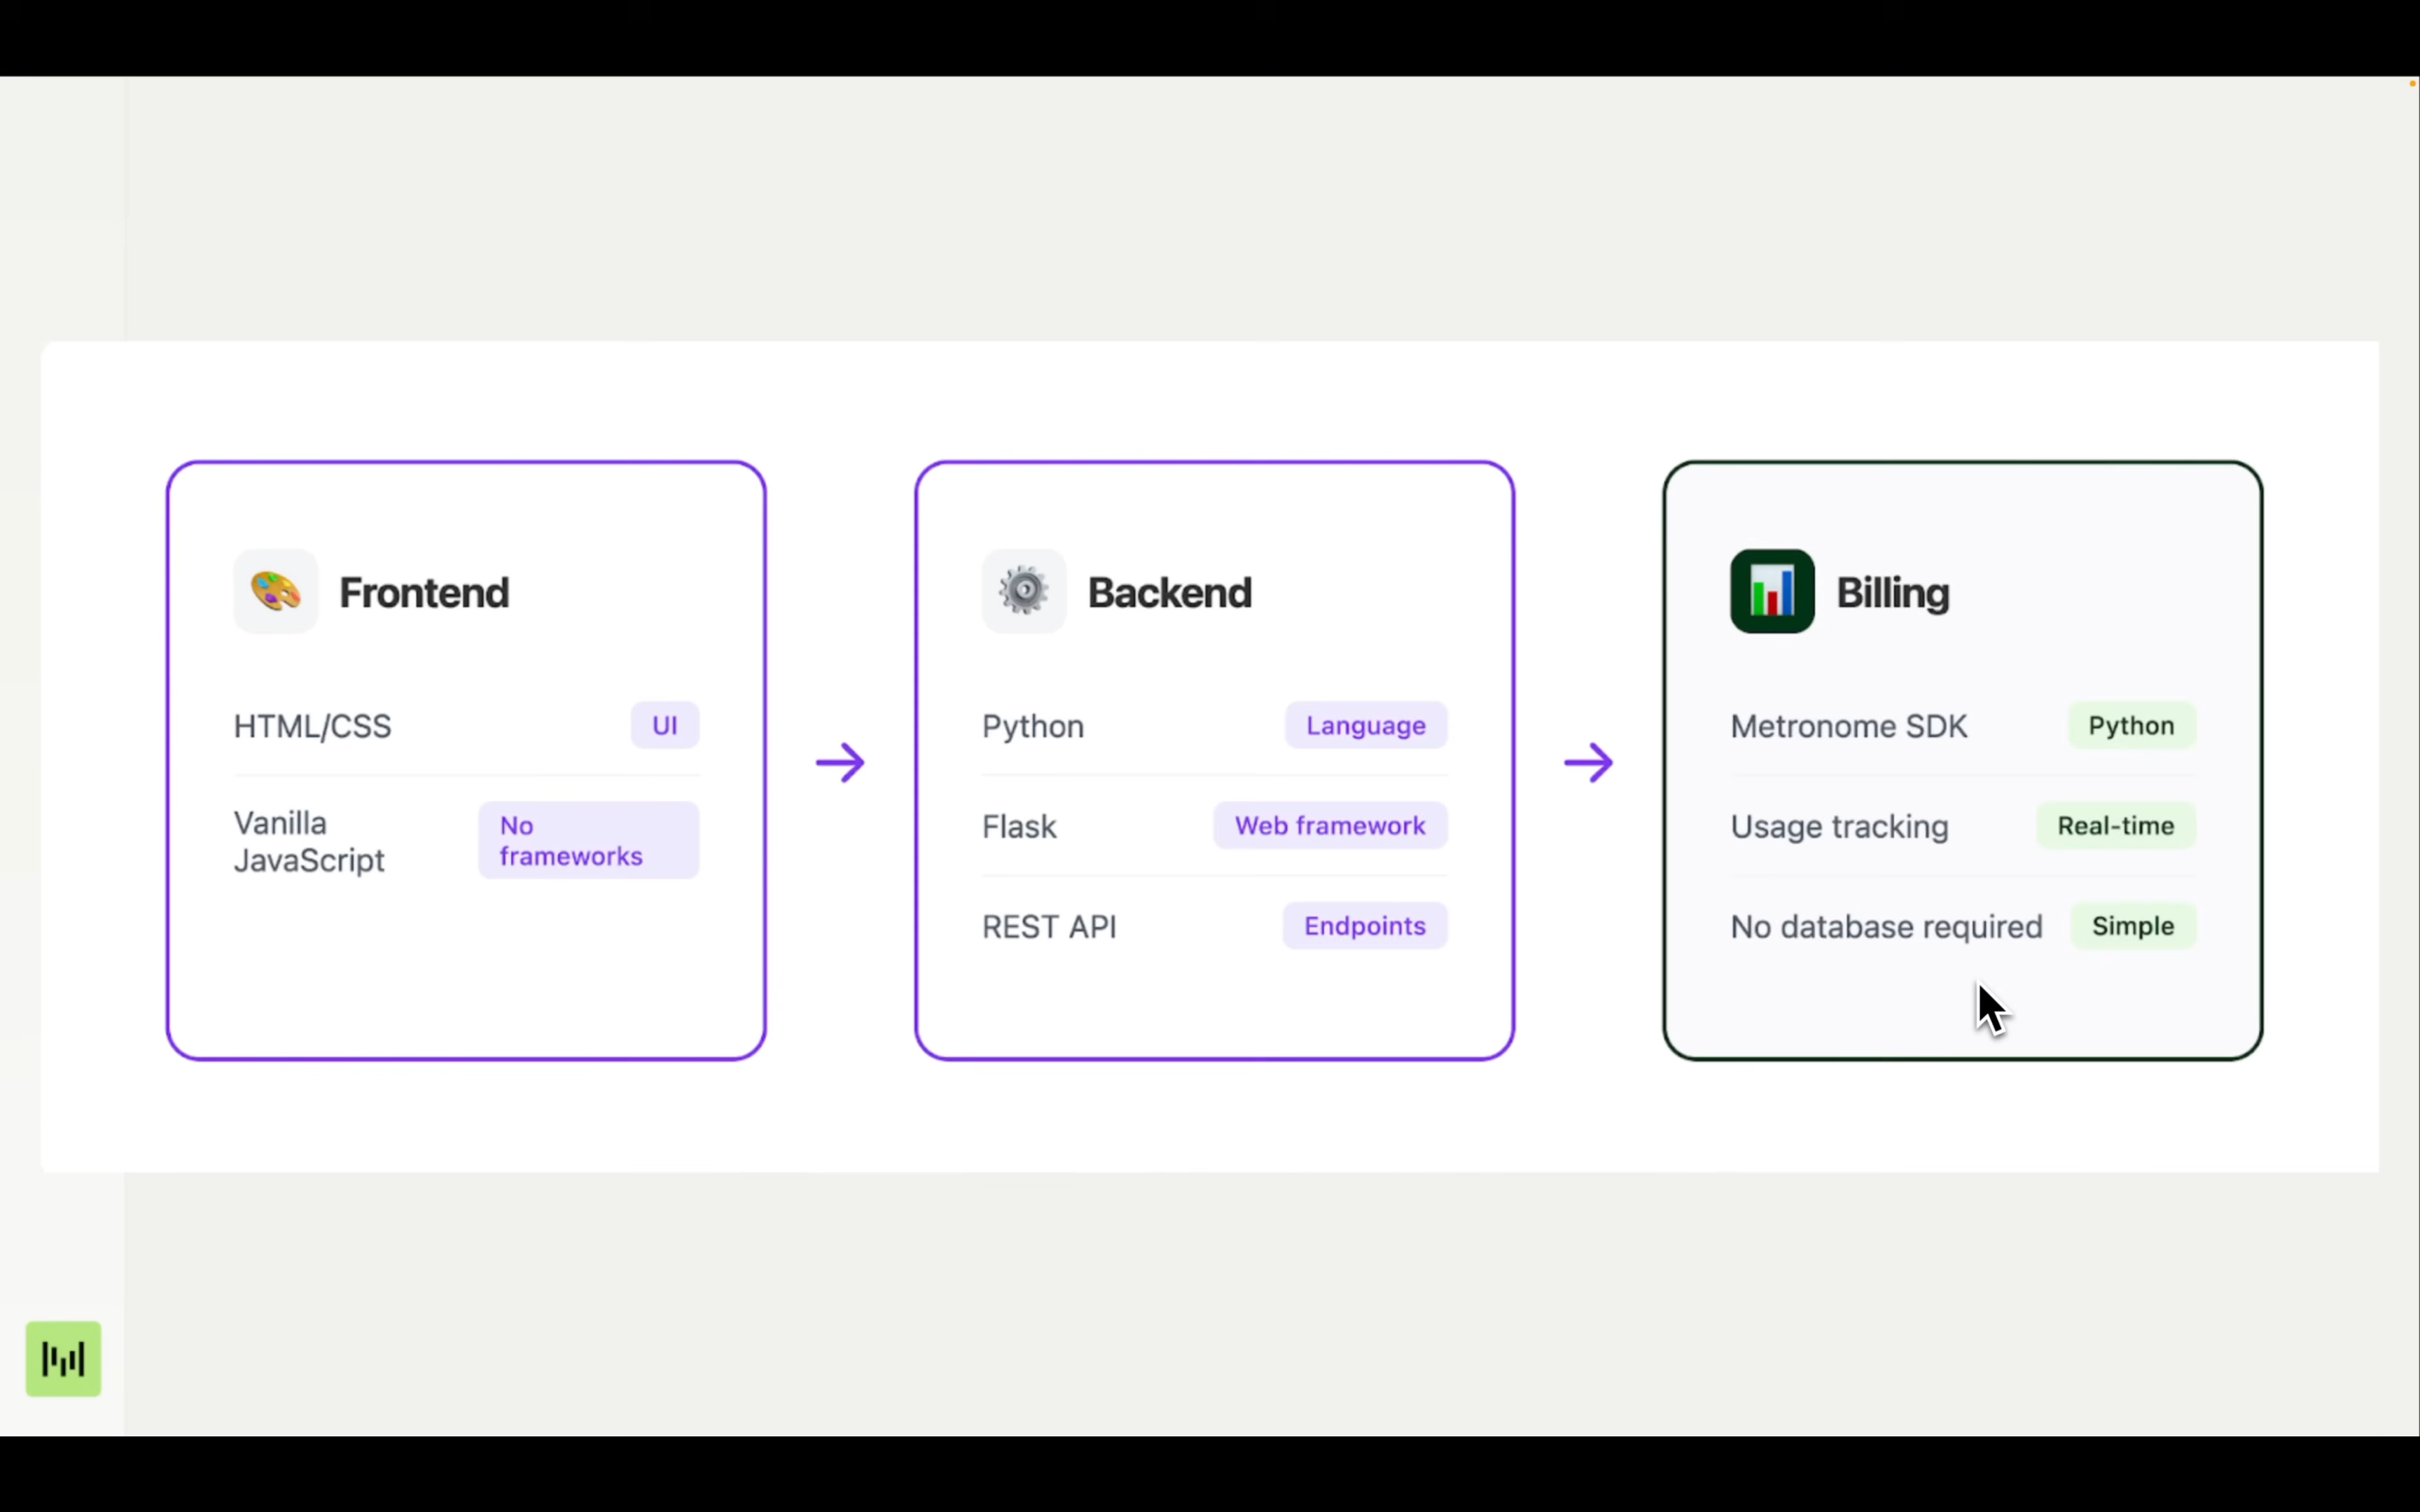 Frontend
HTML/CSS
UI
Vanilla
JavaScript
No
frameworks
Backend
Python
Language
Flask
Web framework
REST API
Endpoints
Billing
Metronome SDK
Python
Usage tracking
Real-time
No database required
Simple